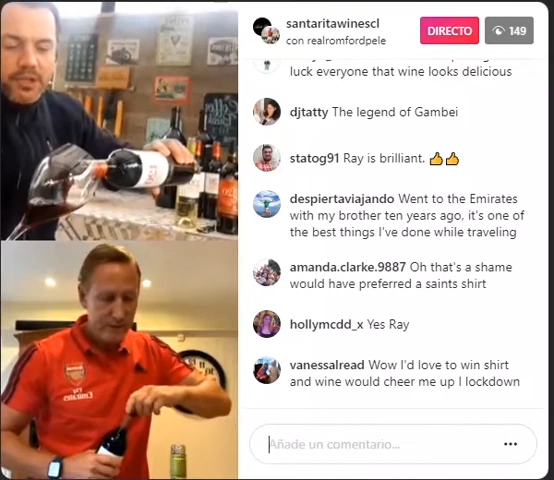 santaritawinescl
con realromfordpele
DIRECTO
149
luck everyone that wine looks delicious
djtatty The legend of Gambei
statog91 Ray is brilliant. 👍👍
despiertaviajando Went to the Emirates
with my brother ten years ago, it's one of
the best things I've done while traveling
amanda.clarke.9887 Oh that's a shame
would have preferred a saints shirt
hollymcdd_x Yes Ray
vanessalread Wow I'd love to win shirt
and wine would cheer me up I lockdown
Añade un comentario...
Arsenal
Emirates